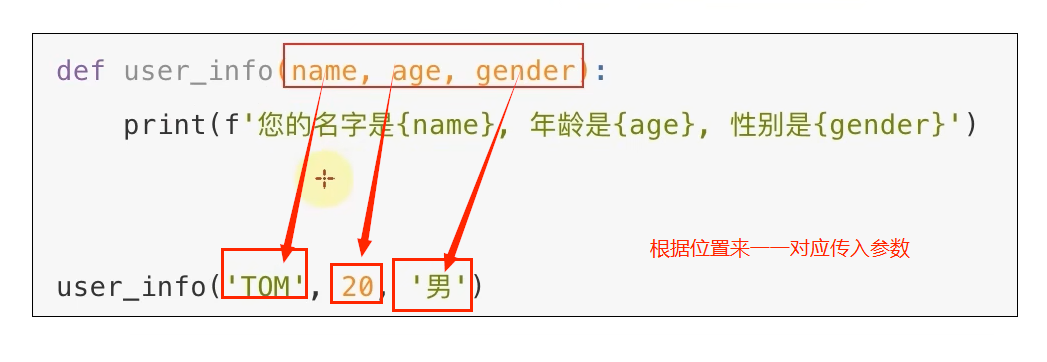 def user_info(name, age, gender):
print(f'您的名字是{name}, 年龄是{age}, 性别是{gender}')
根据位置来一一对应传入参数
user_info('TOM', 20, '男')